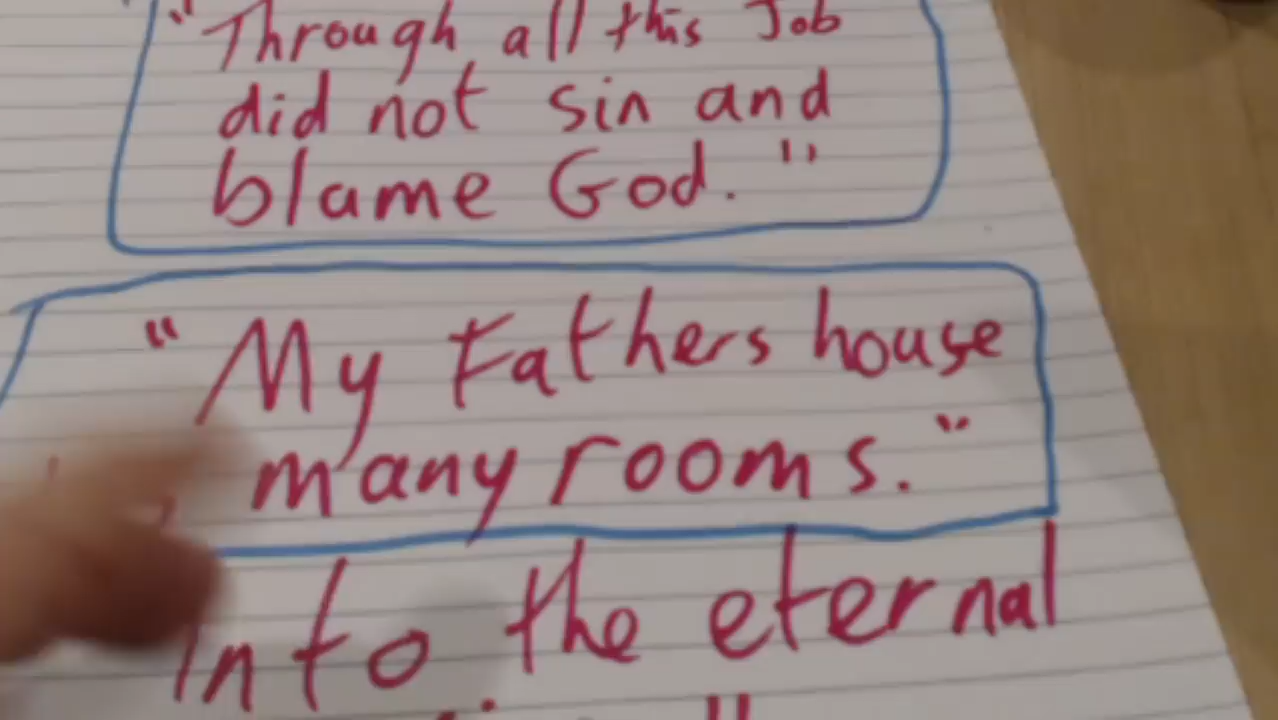 "Through all this Job
did not sin and
blame God."
"My Fathers house
many rooms."
Into the eternal